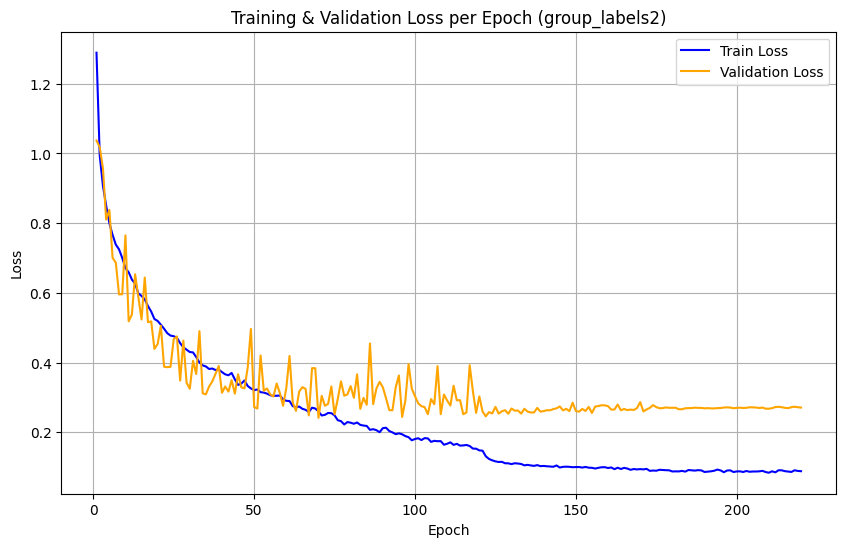 Training & Validation Loss per Epoch (group_labels2)
Train Loss
Validation Loss
Loss
1.2
1.0
0.8
0.6
0.4
0.2
0
50
100
150
200
Epoch